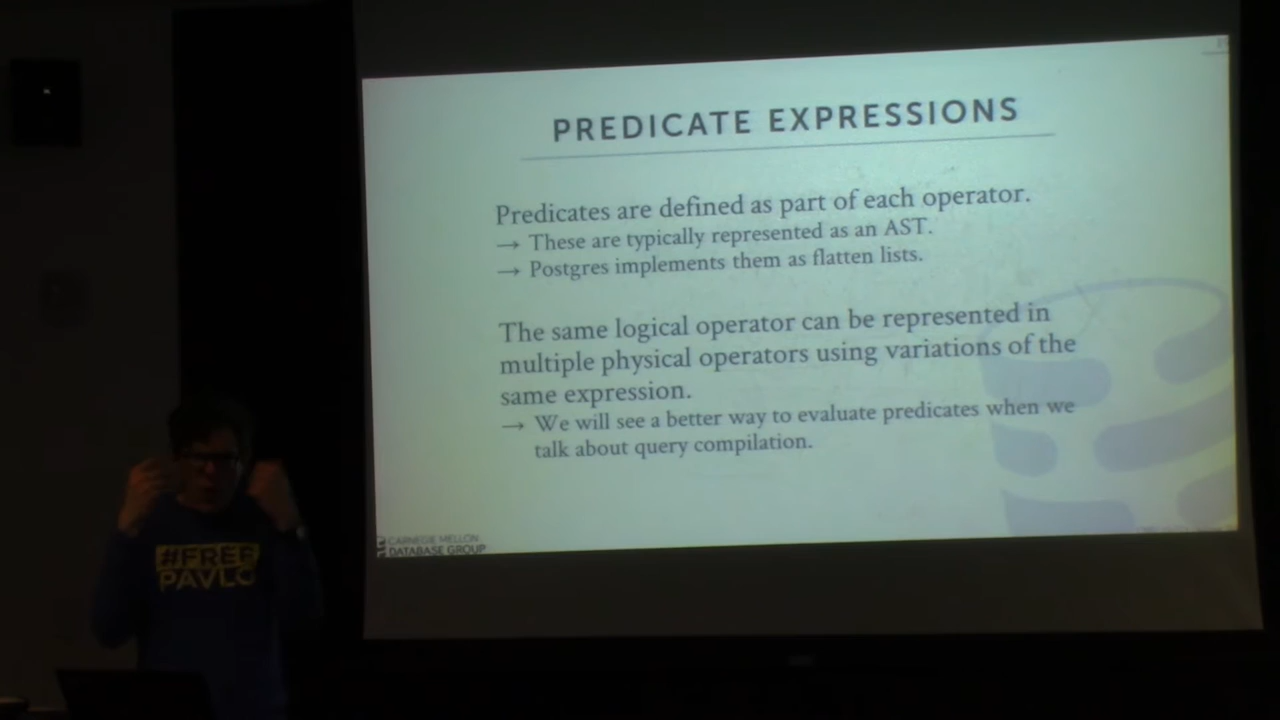 PREDICATE EXPRESSIONS
Predicates are defined as part of each operator.
→ These are typically represented as an AST.
→ Postgres implements them as flatten lists.
The same logical operator can be represented in
multiple physical operators using variations of the
same expression.
→ We will see a better way to evaluate predicates when we
talk about query compilation.
CARNEGIE MELLON
DATABASE GROUP
#FREE
PAVLO